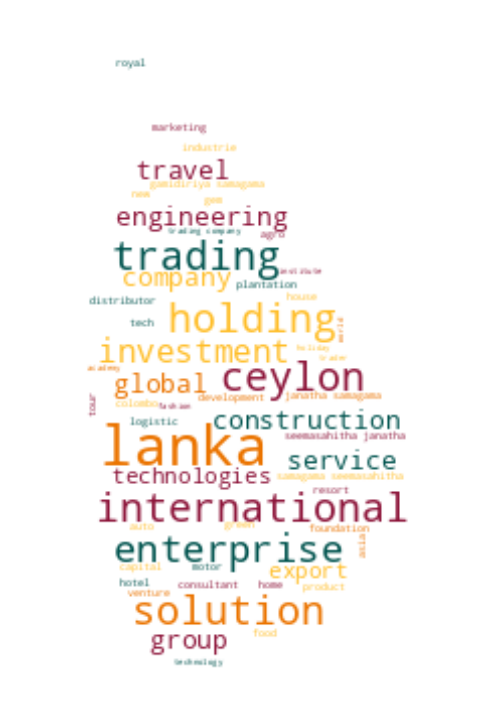 royal
marketing
industrie
travel
gamidiriya samagama
new
gem
engineering
trading company
agro
trading
institute
company
plantation
house
distributor
holding
tech
world
investment
holiday
trader
academy
ceylon
global
development
janatha samagama
tour
colombo
fashion
construction
logistic
lanka
seemasahitha janatha
service
technologies
samagama seemasahitha
resort
international
auto
green
foundation
asia
enterprise
capital
motor
export
hotel
consultant
home
product
venture
solution
food
group
technology